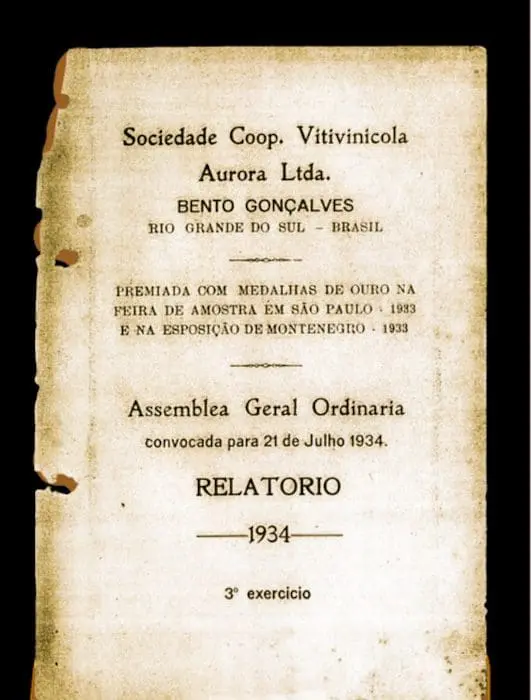 Sociedade Coop. Vitivinicola
Aurora Ltda.
BENTO GONÇALVES
RIO GRANDE DO SUL - BRASIL
PREMIADA COM MEDALHAS DE OURO NA
FEIRA DE AMOSTRA EM SÃO PAULO - 1933
E NA ESPOSIÇÃO DE MONTENEGRO - 1933
Assemblea Geral Ordinaria
convocada para 21 de Julho 1934.
RELATORIO
1934
3º exercicio